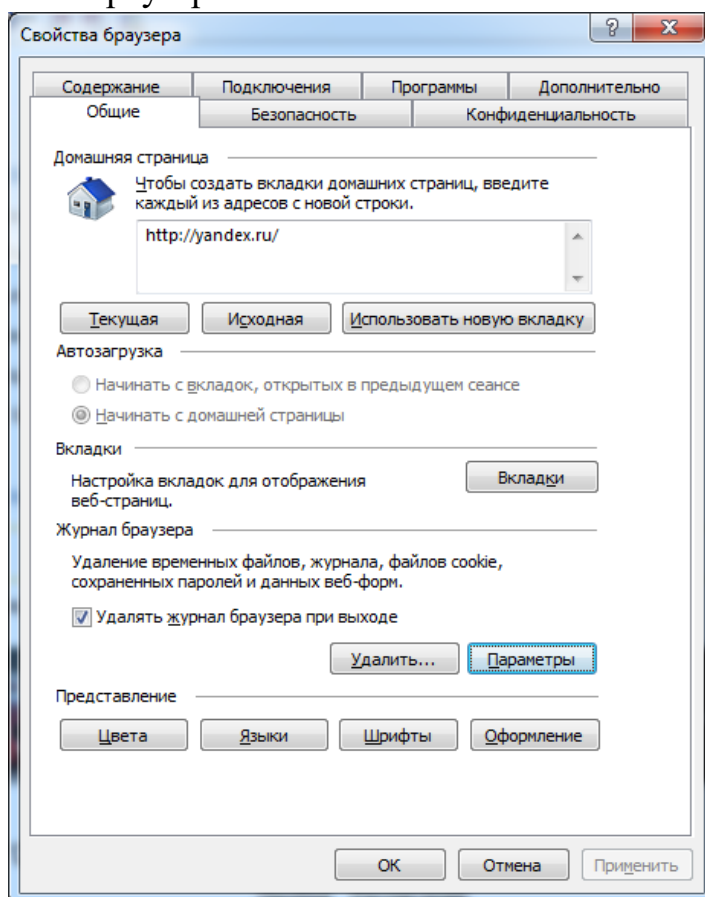 Свойства браузера
Содержание Подключения Программы Дополнительно
Общие Безопасность Конфиденциальность
Домашняя страница
Чтобы создать вкладки домашних страниц, введите
каждый из адресов с новой строки.
http://yandex.ru/
Текущая Исходная Использовать новую вкладку
Автозагрузка
Начинать с вкладок, открытых в предыдущем сеансе
Начинать с домашней страницы
Вкладки
Настройка вкладок для отображения
веб-страниц.
Вкладки
Журнал браузера
Удаление временных файлов, журнала, файлов cookie,
сохраненных паролей и данных веб-форм.
Удалять журнал браузера при выходе
Удалить... Параметры
Представление
Цвета Языки Шрифты Оформление
ОК Отмена Применить